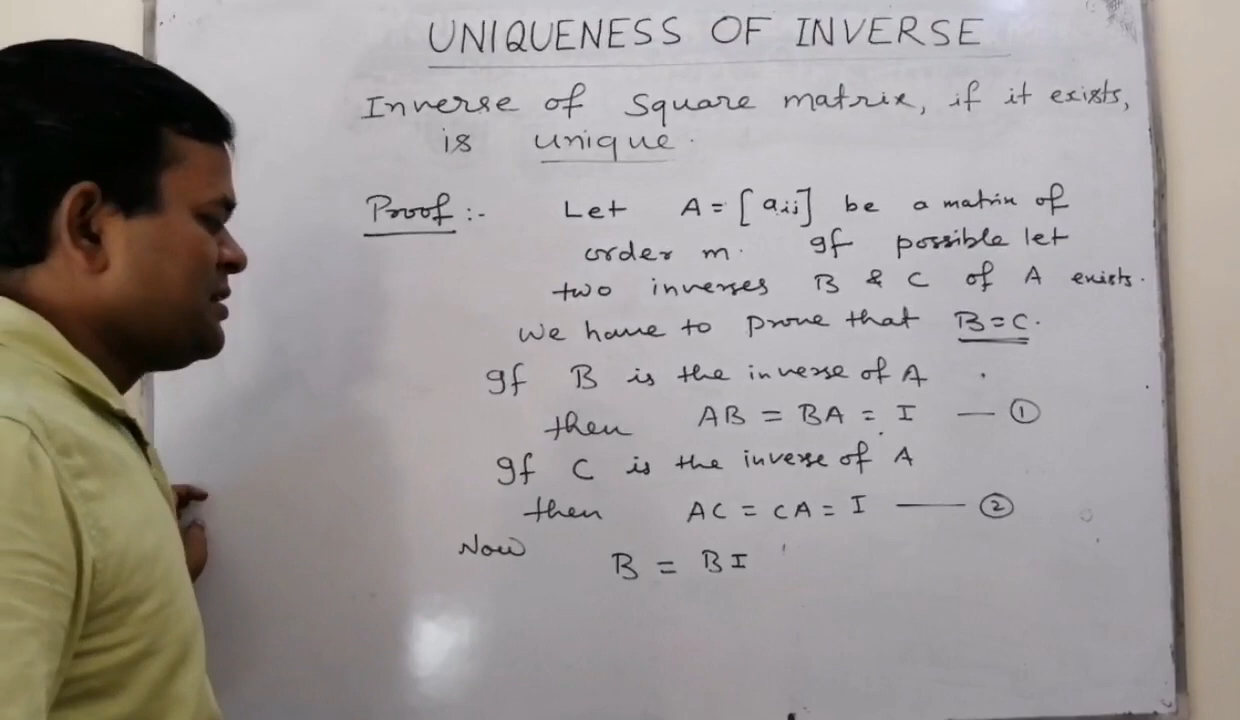 UNIQUENESS OF INVERSE
Inverse of square matrix, if it exists,
is unique.
Proof :- Let A = [aij] be a matrix of
order m. If possible let
two inverses B & C of A exists.
We have to prove that B = C.
If B is the inverse of A
then AB = BA = I — ①
If C is the inverse of A
then AC = CA = I — ②
Now B = BI